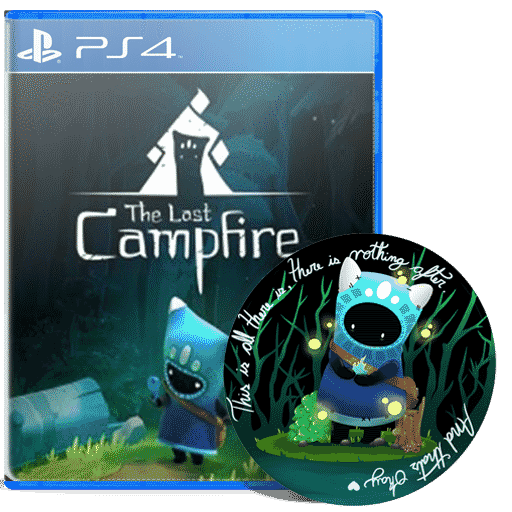 PS4
The Last
Campfire
This is all there is, there is nothing after.
And that's Okay